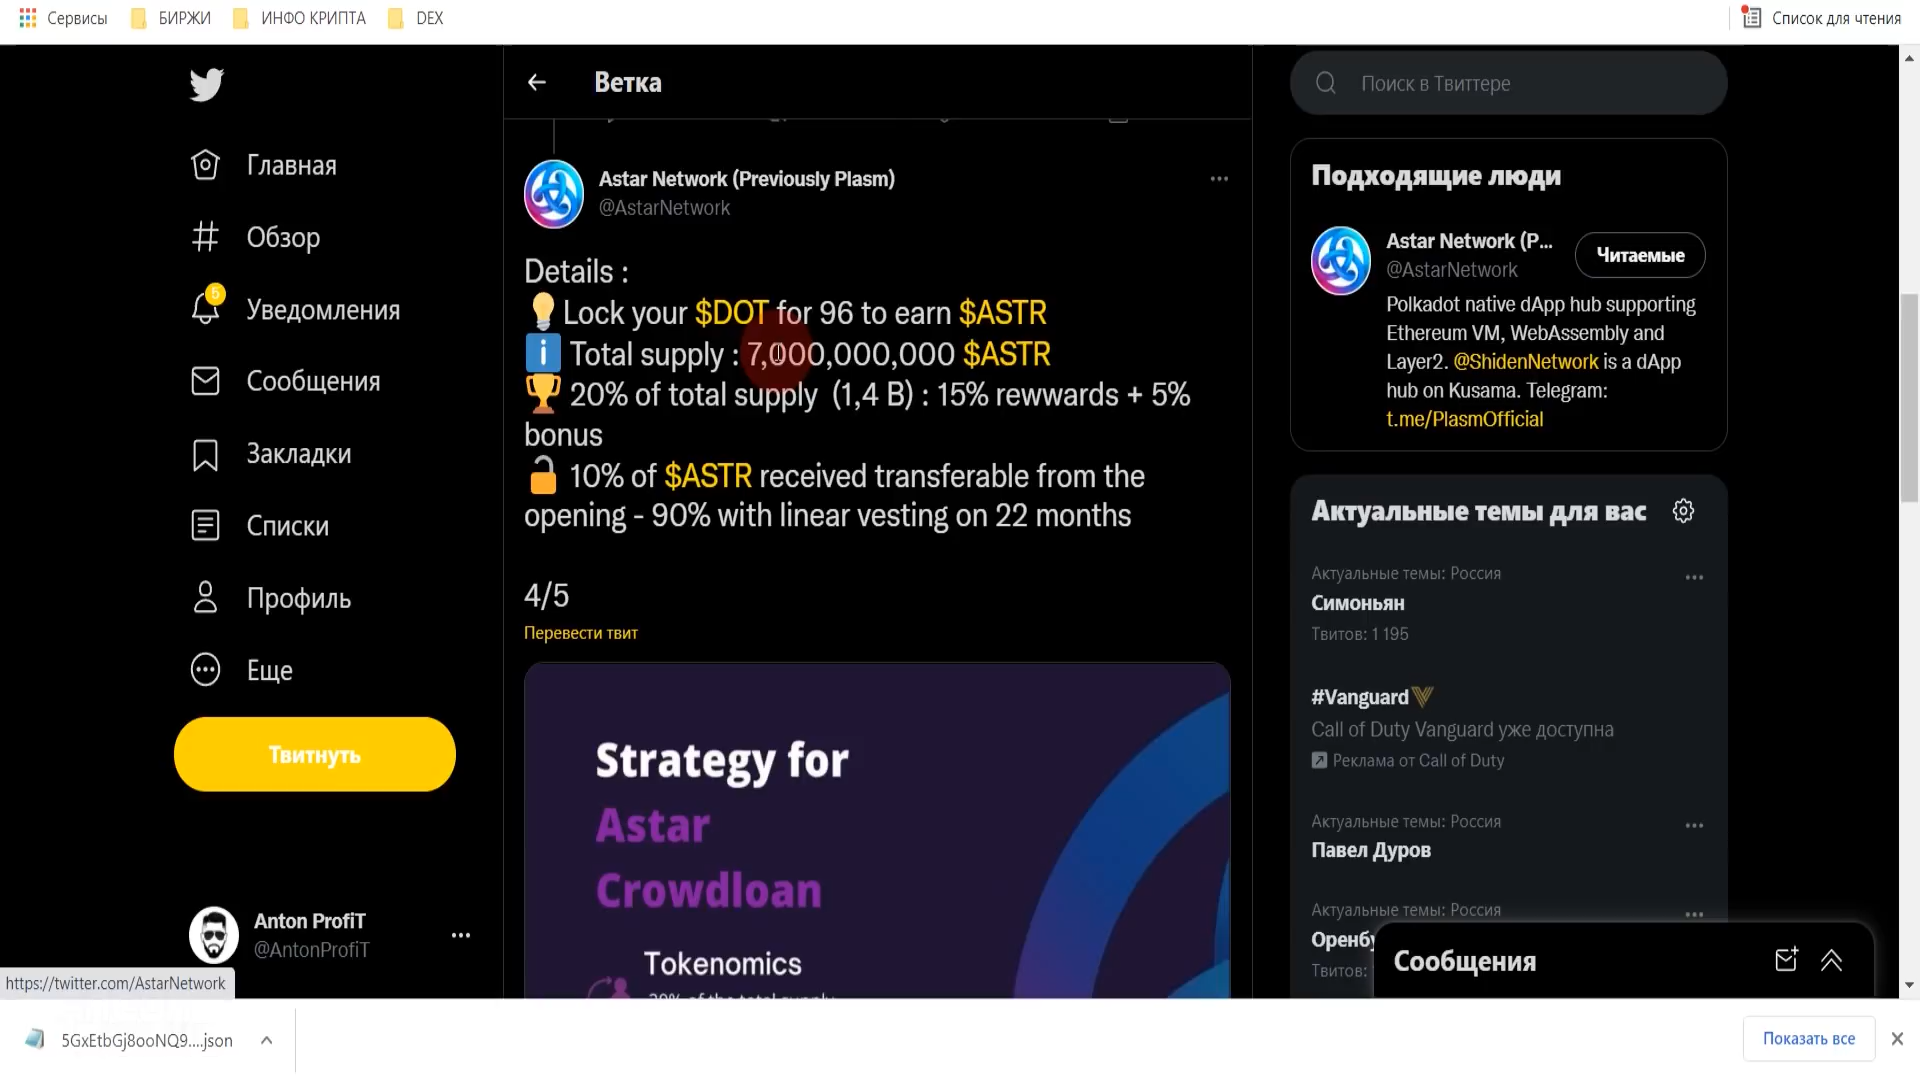 Сервисы
БИРЖИ
ИНФО КРИПТА
DEX
Список для чтения
Главная
Обзор
5
Уведомления
Сообщения
Закладки
Списки
Профиль
Еще
Твитнуть
Anton ProfiT
@AntonProfiT
https://twitter.com/AstarNetwork
Ветка
Astar Network (Previously Plasm)
@AstarNetwork
Details :
Lock your $DOT for 96 to earn $ASTR
i Total supply : 7,000,000,000 $ASTR
20% of total supply (1,4 B) : 15% rewwards + 5%
bonus
10% of $ASTR received transferable from the
opening - 90% with linear vesting on 22 months
4/5
Перевести твит
Strategy for
Astar
Crowdloan
Tokenomics
20% of the total supply
Поиск в Твиттере
Подходящие люди
Astar Network (P...
@AstarNetwork
Читаемые
Polkadot native dApp hub supporting
Ethereum VM, WebAssembly and
Layer2. @ShidenNetwork is a dApp
hub on Kusama. Telegram:
t.me/PlasmOfficial
Актуальные темы для вас
Актуальные темы: Россия
Симоньян
Твитов: 1 195
#Vanguard
Call of Duty Vanguard уже доступна
Реклама от Call of Duty
Актуальные темы: Россия
Павел Дуров
Актуальные темы: Россия
Оренбу
Твитов:
Сообщения
5GxEtbGj8ooNQ9....json
Показать все